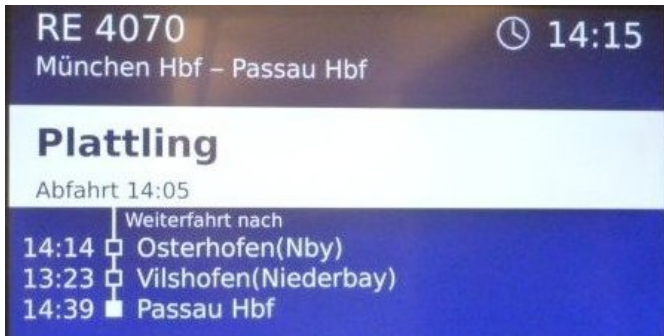 RE 4070
14:15
München Hbf – Passau Hbf
Plattling
Abfahrt 14:05
Weiterfahrt nach
14:14 Osterhofen(Nby)
13:23 Vilshofen(Niederbay)
14:39 Passau Hbf